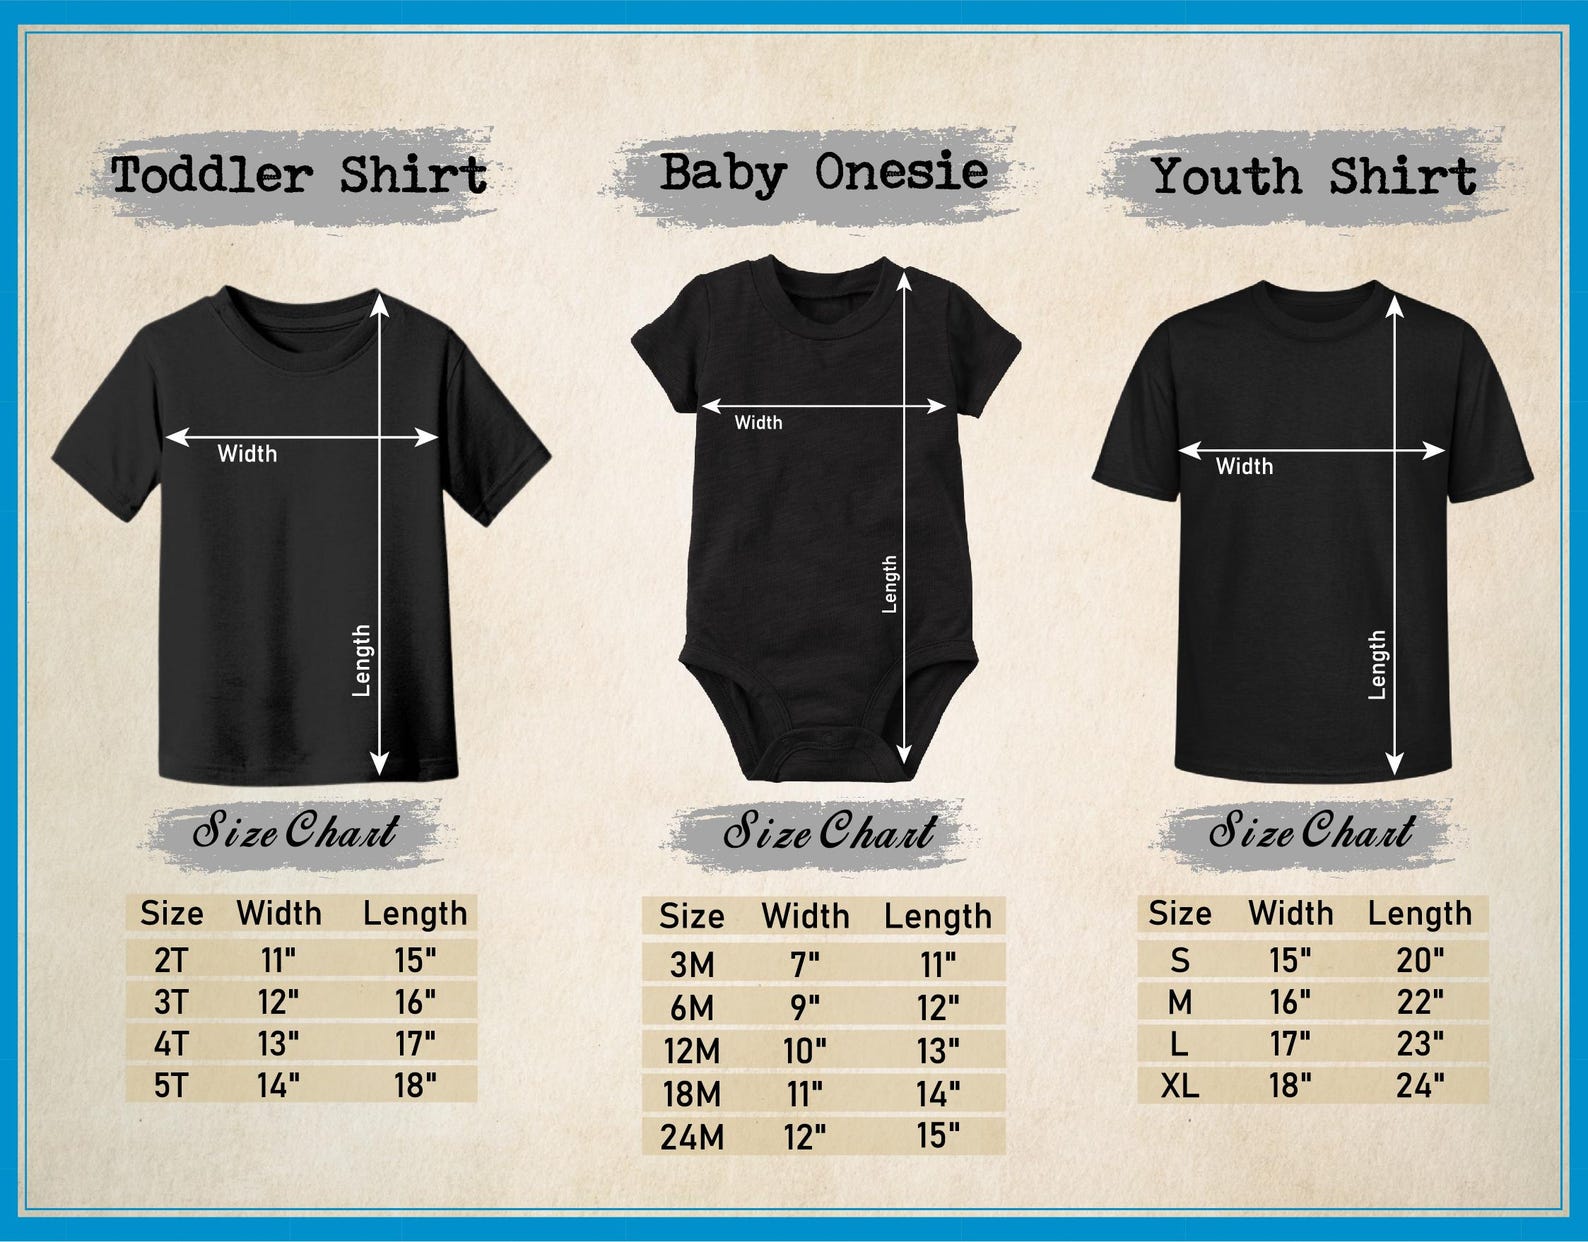 Toddler Shirt
Width
Length
Size Chart
Size Width Length
2T 11" 15"
3T 12" 16"
4T 13" 17"
5T 14" 18"
Baby Onesie
Width
Length
Size Chart
Size Width Length
3M 7" 11"
6M 9" 12"
12M 10" 13"
18M 11" 14"
24M 12" 15"
Youth Shirt
Width
Length
Size Chart
Size Width Length
S 15" 20"
M 16" 22"
L 17" 23"
XL 18" 24"